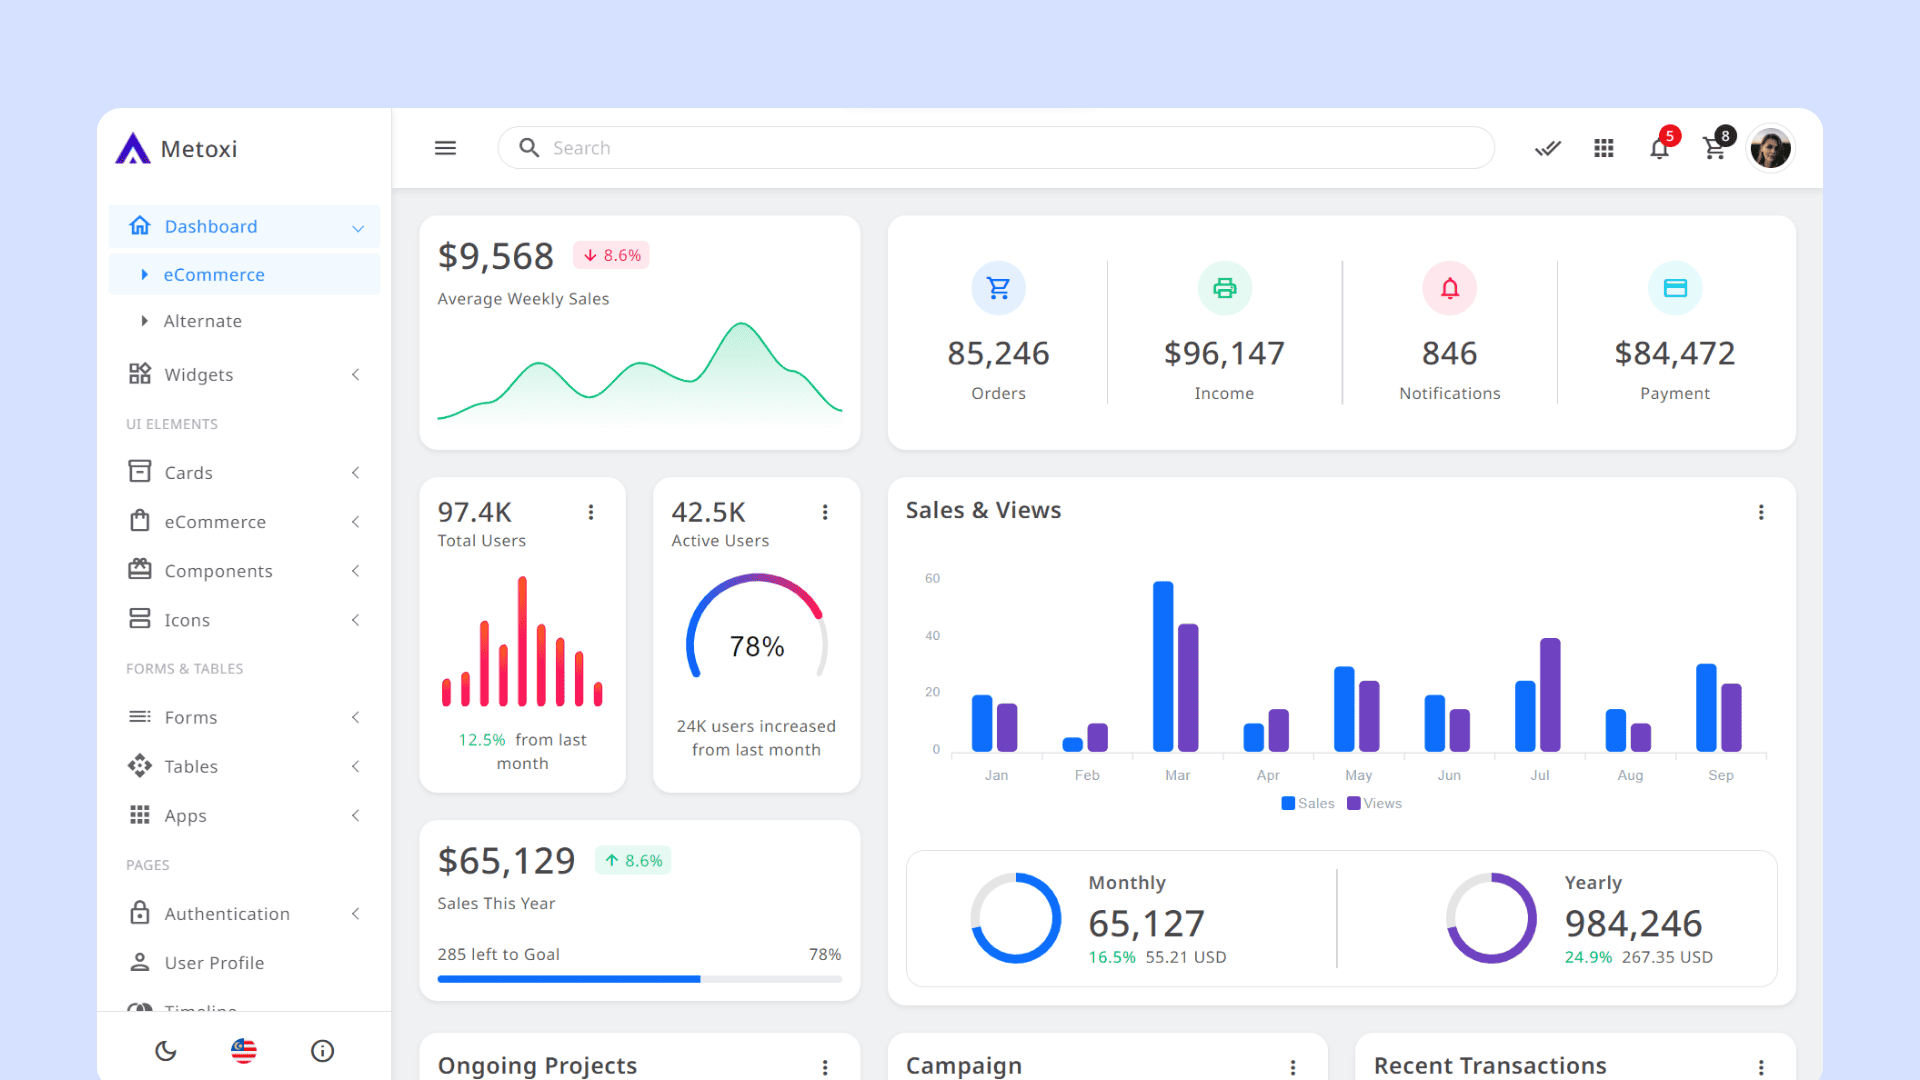 Metoxi
Search
5
8
Dashboard
eCommerce
Alternate
Widgets
UI ELEMENTS
Cards
eCommerce
Components
Icons
FORMS & TABLES
Forms
Tables
Apps
PAGES
Authentication
User Profile
Timeline
$9,568
8.6%
Average Weekly Sales
85,246
Orders
$96,147
Income
846
Notifications
$84,472
Payment
97.4K
Total Users
12.5% from last
month
42.5K
Active Users
78%
24K users increased
from last month
Sales & Views
60
40
20
0
Jan Feb Mar Apr May Jun Jul Aug Sep
Sales Views
$65,129
8.6%
Sales This Year
285 left to Goal 78%
Monthly
65,127
16.5% 55.21 USD
Yearly
984,246
24.9% 267.35 USD
Ongoing Projects
Campaign
Recent Transactions